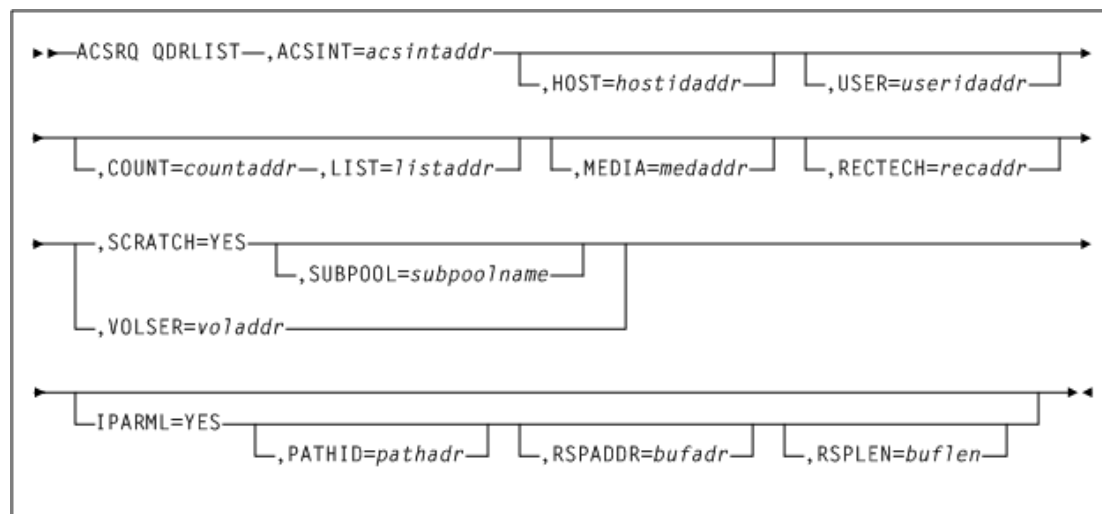 ACSRQ QDRLIST ,ACSINT=acsintaddr
,HOST=hostidaddr ,USER=useridaddr
,COUNT=countaddr ,LIST=listaddr ,MEDIA=medaddr ,RECTECH=recaddr
,SCRATCH=YES
,SUBPOOL=subpoolname
,VOLSER=voladdr
IPARML=YES
,PATHID=pathadr ,RSPADDR=bufadr ,RSPLEN=buflen